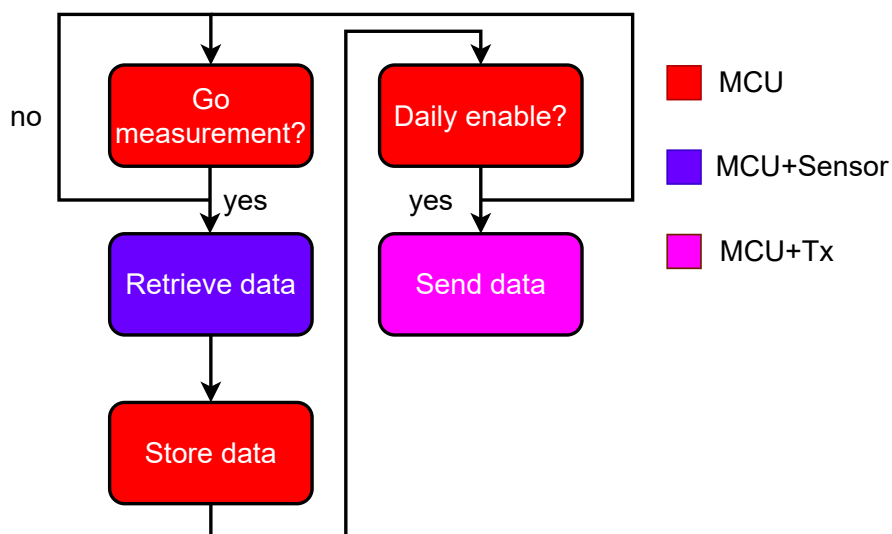 no
Go
measurement?
yes
Retrieve data
Store data
Daily enable?
yes
Send data
MCU
MCU+Sensor
MCU+Tx